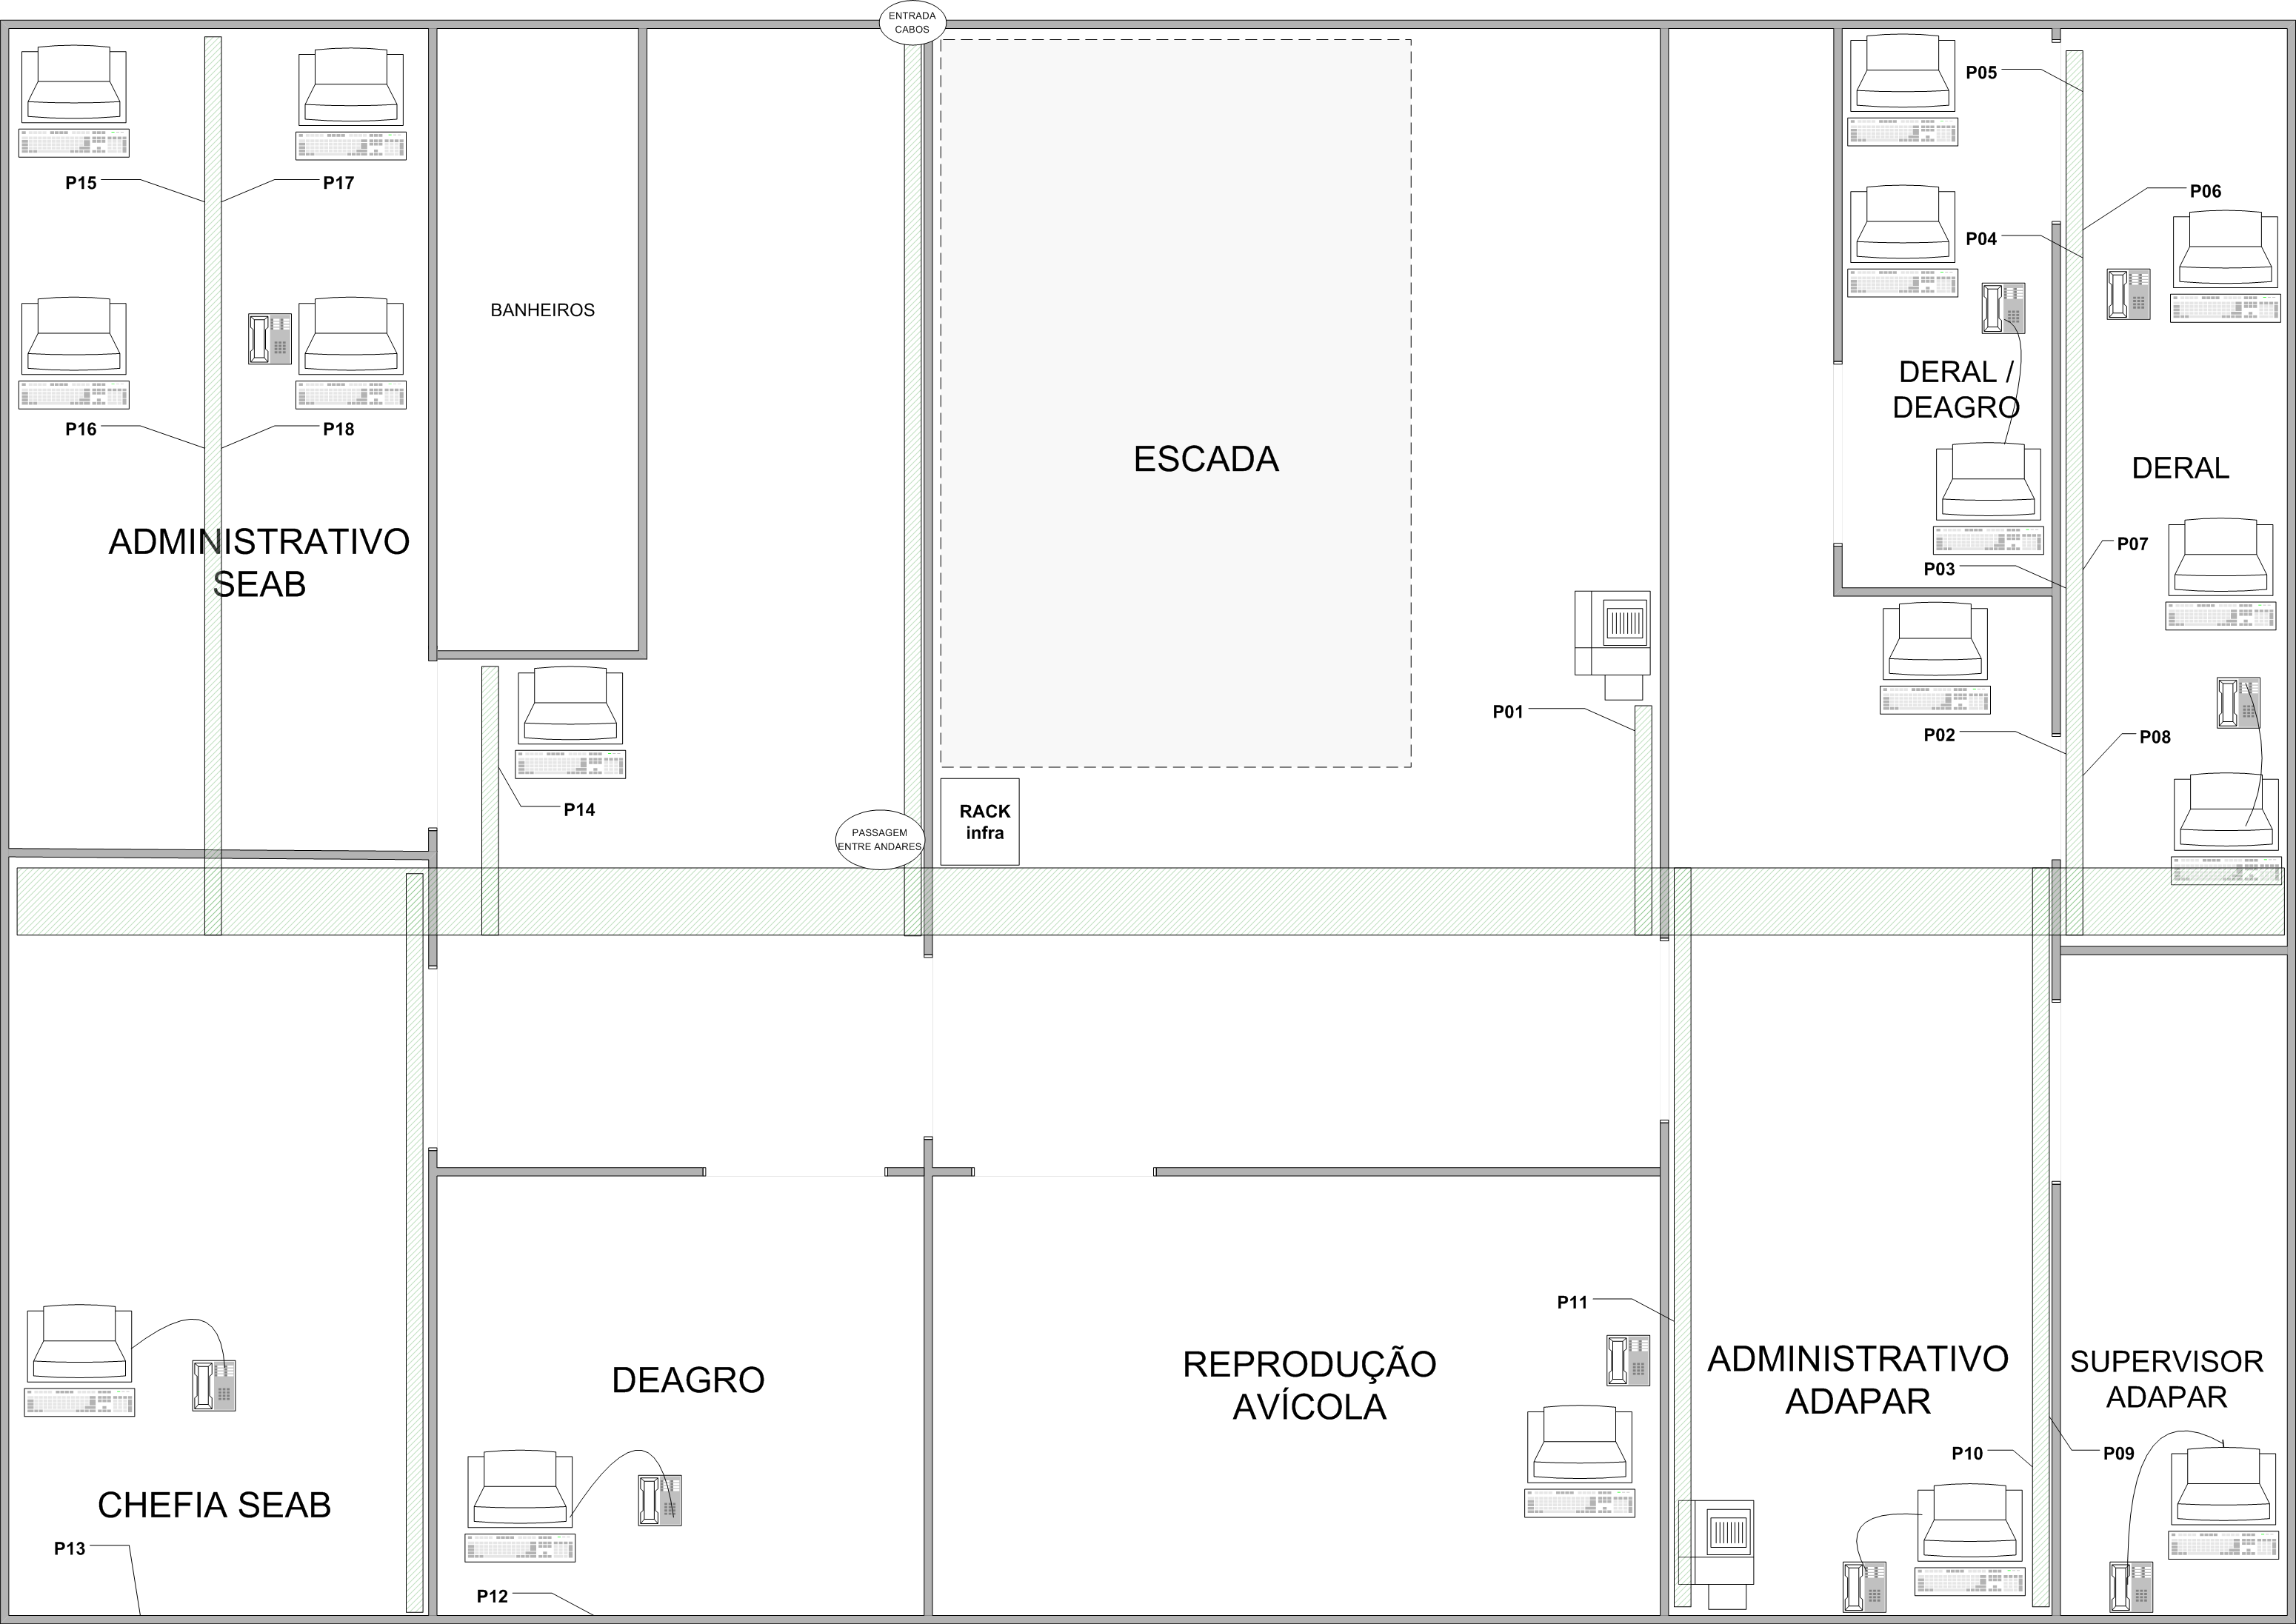 ENTRADA
CABOS
P05
P15
P17
P06
P04
BANHEIROS
DERAL /
DEAGRO
P16
P18
ESCADA
DERAL
ADMINISTRATIVO
SEAB
P07
P03
P01
P02
P08
P14
RACK
infra
PASSAGEM
ENTRE ANDARES
P11
REPRODUÇÃO
AVÍCOLA
ADMINISTRATIVO
ADAPAR
SUPERVISOR
ADAPAR
DEAGRO
P10
P09
CHEFIA SEAB
P13
P12